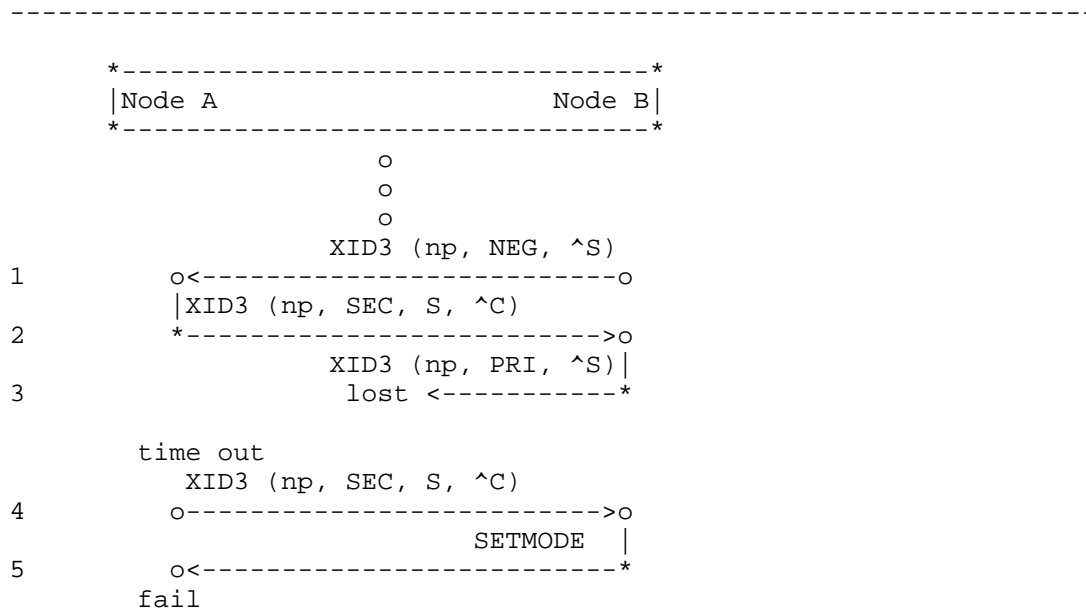 --------------------------------------------------------------------
*---------------------------------*
|Node A                     Node B|
*---------------------------------*
o
o
o
XID3 (np, NEG, ^S)
1 o<--------------------------o
|XID3 (np, SEC, S, ^C)
2 *-------------------------->o
XID3 (np, PRI, ^S)|
3 lost <-----------*
time out
XID3 (np, SEC, S, ^C)
4 o-------------------------->o
SETMODE |
5 o<--------------------------*
fail